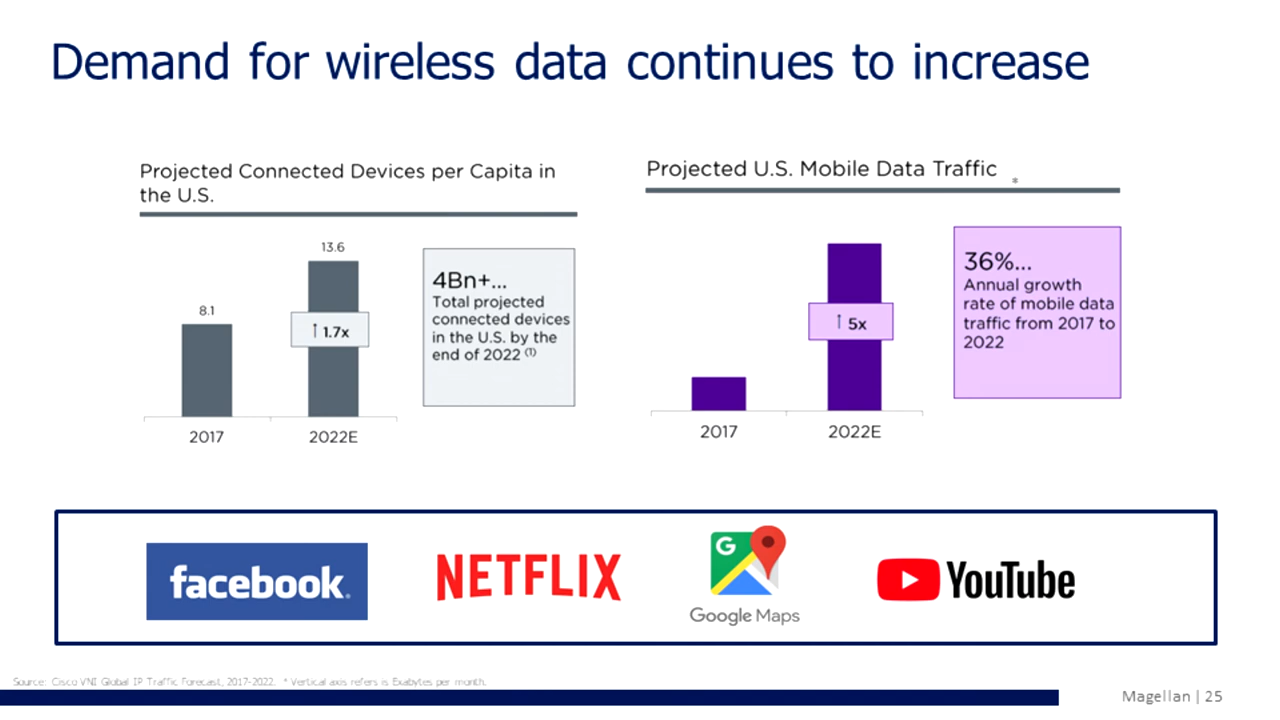 Demand for wireless data continues to increase
Projected Connected Devices per Capita in
the U.S.
13.6
8.1
↑ 1.7x
2017
2022E
4Bn+...
Total projected
connected devices
in the U.S. by the
end of 2022 (1)
Projected U.S. Mobile Data Traffic *
↑ 5x
2017
2022E
36%...
Annual growth
rate of mobile data
traffic from 2017 to
2022
facebook®
NETFLIX
G
Google Maps
YouTube
Source: Cisco VNI Global IP Traffic Forecast, 2017-2022. * Vertical axis refers is Exabytes per month.
Magellan | 25